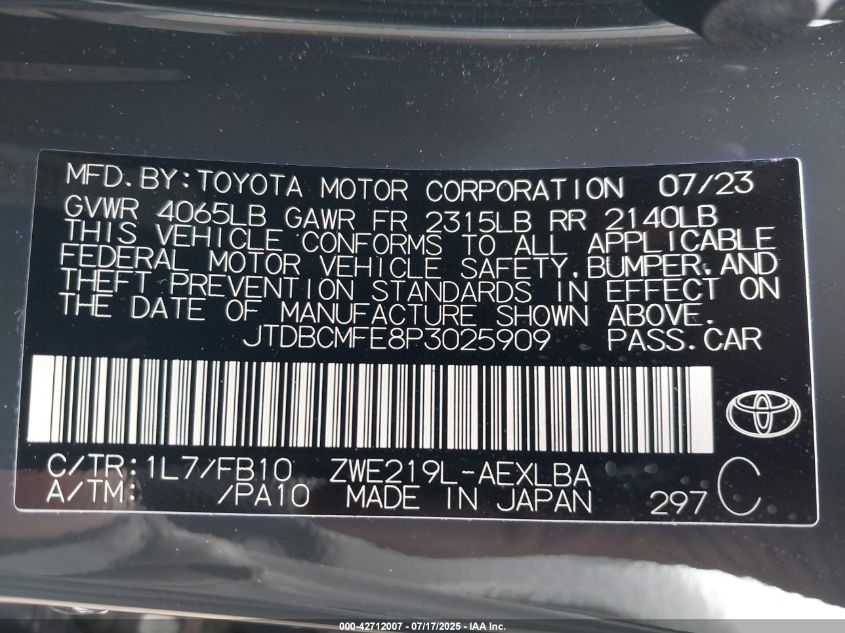 MFD.BY:TOYOTA MOTOR CORPORATION 07/23
GVWR 4065LB GAWR FR 2315LB RR 2140LB
THIS VEHICLE CONFORMS TO ALL APPLICABLE
FEDERAL MOTOR VEHICLE SAFETY,BUMPER,AND
THEFT PREVENTION STANDARDS IN EFFECT ON
THE DATE OF MANUFACTURE SHOWN ABOVE.
JTDBCMFE8P3025909 PASS.CAR
C/TR:1L7/FB10 ZWE219L-AEXLBA
A/TM: /PA10 MADE IN JAPAN 297 C
000-42712007 - 07/17/2025 - IAA Inc.